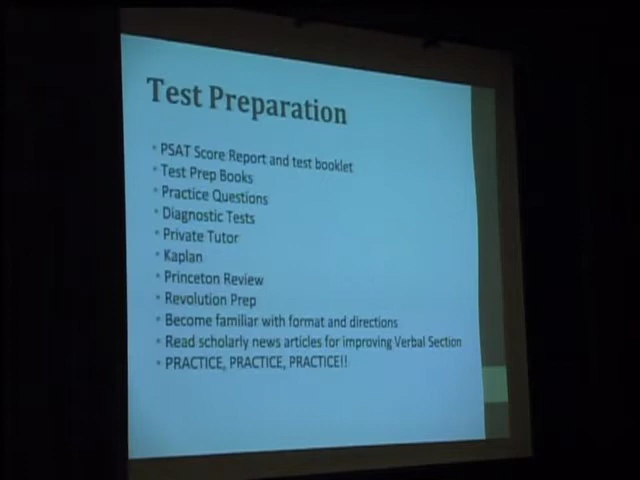 Test Preparation
• PSAT Score Report and test booklet
• Test Prep Books
• Practice Questions
• Diagnostic Tests
• Private Tutor
• Kaplan
• Princeton Review
• Revolution Prep
• Become familiar with format and directions
• Read scholarly news articles for improving Verbal Section
• PRACTICE, PRACTICE, PRACTICE!!